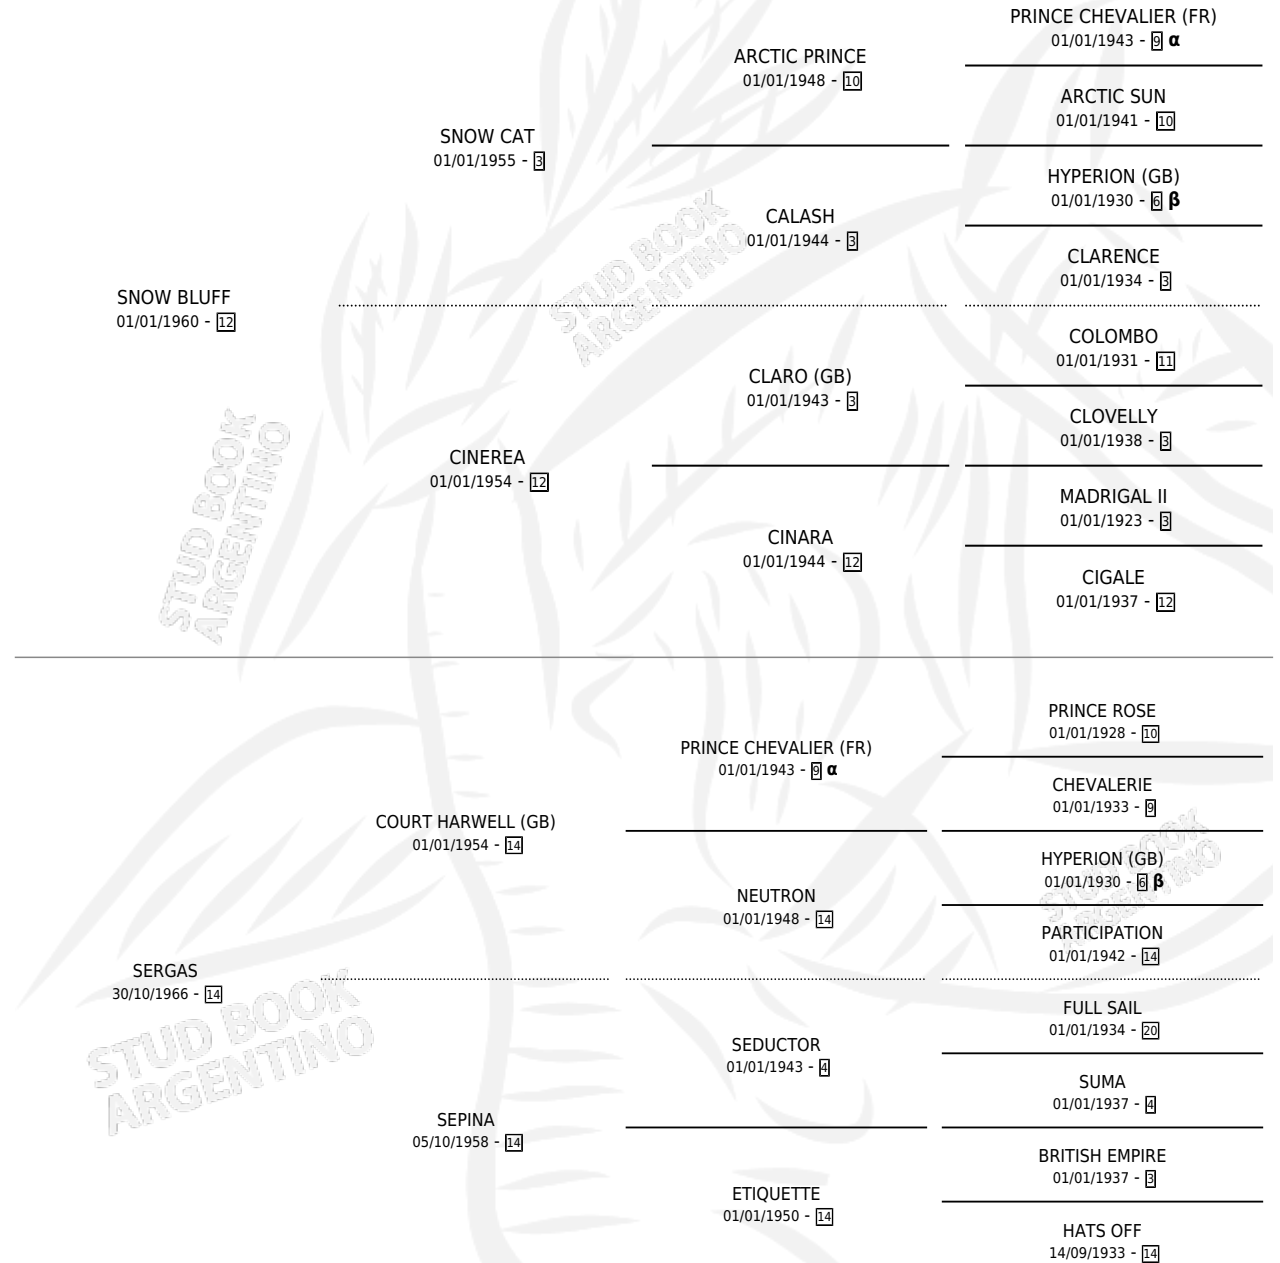 PRINCE CHEVALIER (FR)
01/01/1943 - 9 α
ARCTIC PRINCE
01/01/1948 - 10
ARCTIC SUN
01/01/1941 - 10
SNOW CAT
01/01/1955 - 3
HYPERION (GB)
01/01/1930 - 6 β
CALASH
01/01/1944 - 3
CLARENCE
01/01/1934 - 3
STUD BOOK
ARGENTINO
SNOW BLUFF
01/01/1960 - 12
COLOMBO
01/01/1931 - 11
CLARO (GB)
01/01/1943 - 3
CLOVELLY
01/01/1938 - 3
STUD BOOK
ARGENTINO
CINEREA
01/01/1954 - 12
MADRIGAL II
01/01/1923 - 3
CINARA
01/01/1944 - 12
CIGALE
01/01/1937 - 12
PRINCE ROSE
01/01/1928 - 10
PRINCE CHEVALIER (FR)
01/01/1943 - 9 α
CHEVALERIE
01/01/1933 - 9
COURT HARWELL (GB)
01/01/1954 - 14
HYPERION (GB)
01/01/1930 - 6 β
STUD BOOK
ARGENTINO
NEUTRON
01/01/1948 - 14
PARTICIPATION
01/01/1942 - 14
SERGAS
30/10/1966 - 14
STUD BOOK
ARGENTINO
FULL SAIL
01/01/1934 - 20
SEDUCTOR
01/01/1943 - 4
SUMA
01/01/1937 - 4
SEPINA
05/10/1958 - 14
BRITISH EMPIRE
01/01/1937 - 3
ETIQUETTE
01/01/1950 - 14
HATS OFF
14/09/1933 - 14